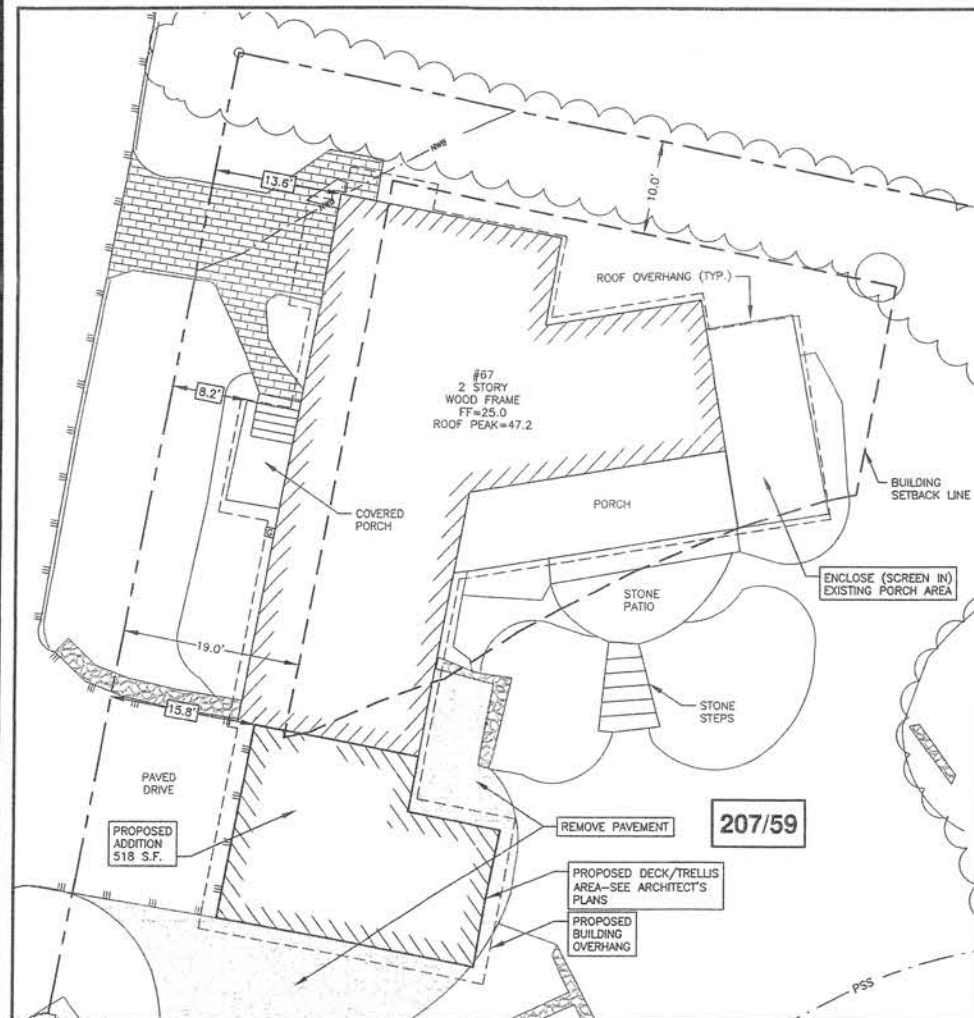 NWB
13.6'
NWB
10.0'
ROOF OVERHANG (TYP.)
#67
2 STORY
WOOD FRAME
FF=25.0
ROOF PEAK=47.2
8.2'
BUILDING
SETBACK LINE
COVERED
PORCH
PORCH
ENCLOSE (SCREEN IN)
EXISTING PORCH AREA
STONE
PATIO
19.0'
STONE
STEPS
15.8'
PAVED
DRIVE
PROPOSED
ADDITION
518 S.F.
REMOVE PAVEMENT
207/59
PROPOSED DECK/TRELLIS
AREA-SEE ARCHITECT'S
PLANS
PROPOSED
BUILDING
OVERHANG
PSS